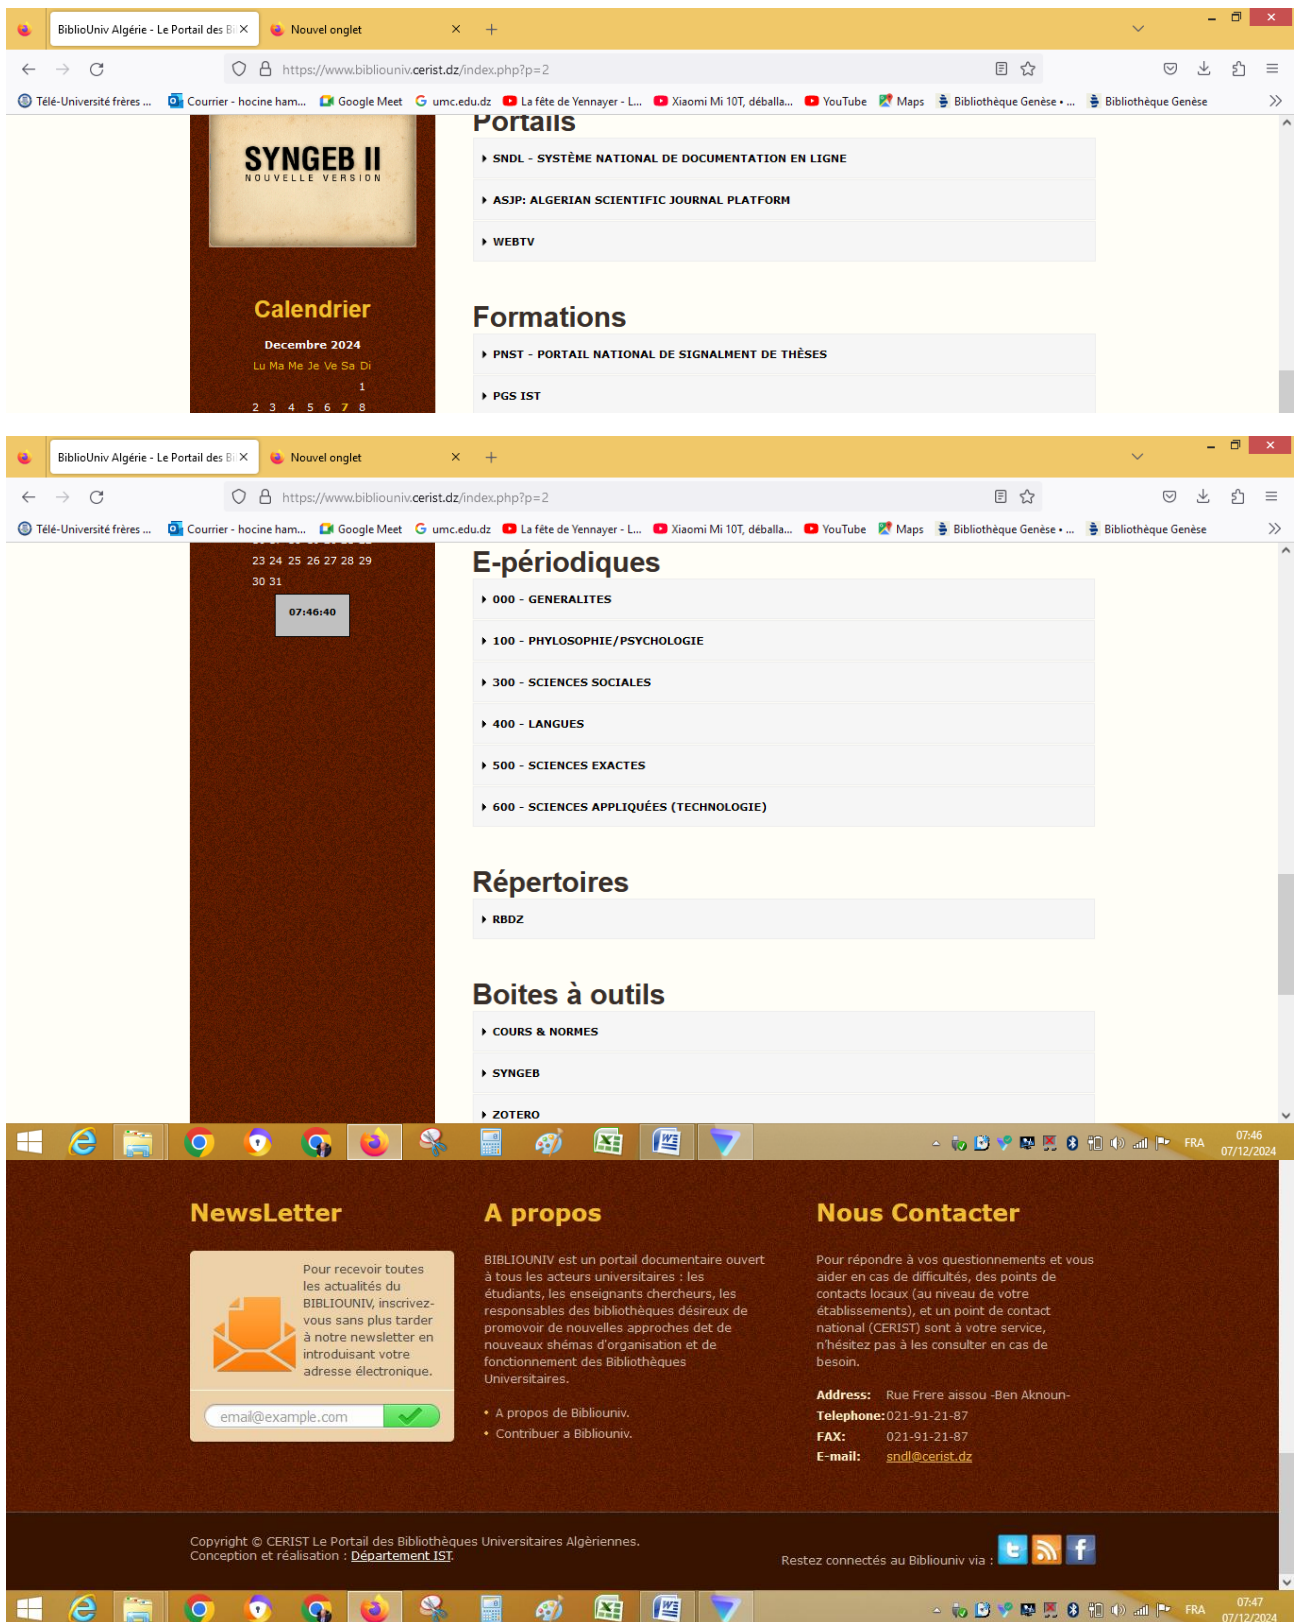 BiblioUniv Algérie - Le Portail des Bi
Nouvel onglet
https://www.bibliouniv.cerist.dz/index.php?p=2
Télé-Université frères ... Courrier - hocine ham... Google Meet umc.edu.dz La fête de Yennayer - L... Xiaomi Mi 10T, déballa... YouTube Maps Bibliothèque Genèse • ... Bibliothèque Genèse
SYNGEB II
NOUVELLE VERSION
Calendrier
Decembre 2024
Lu Ma Me Je Ve Sa Di
1
2 3 4 5 6 7 8
Portails
SNDL - SYSTÈME NATIONAL DE DOCUMENTATION EN LIGNE
ASJP: ALGERIAN SCIENTIFIC JOURNAL PLATFORM
WEBTV
Formations
PNST - PORTAIL NATIONAL DE SIGNALMENT DE THÈSES
PGS IST
BiblioUniv Algérie - Le Portail des Bi
Nouvel onglet
https://www.bibliouniv.cerist.dz/index.php?p=2
Télé-Université frères ... Courrier - hocine ham... Google Meet umc.edu.dz La fête de Yennayer - L... Xiaomi Mi 10T, déballa... YouTube Maps Bibliothèque Genèse • ... Bibliothèque Genèse
23 24 25 26 27 28 29
30 31
07:46:40
E-périodiques
000 - GENERALITES
100 - PHYLOSOPHIE/PSYCHOLOGIE
300 - SCIENCES SOCIALES
400 - LANGUES
500 - SCIENCES EXACTES
600 - SCIENCES APPLIQUÉES (TECHNOLOGIE)
Répertoires
RBDZ
Boites à outils
COURS & NORMES
SYNGEB
ZOTERO
FRA
07:46
07/12/2024
NewsLetter
Pour recevoir toutes
les actualités du
BIBLIOUNIV, inscrivez-
vous sans plus tarder
à notre newsletter en
introduisant votre
adresse électronique.
email@example.com
A propos
BIBLIOUNIV est un portail documentaire ouvert
à tous les acteurs universitaires : les
étudiants, les enseignants chercheurs, les
responsables des bibliothèques désireux de
promovoir de nouvelles approches det de
nouveaux shémas d'organisation et de
fonctionnement des Bibliothèques
Universitaires.
• A propos de Bibliouniv.
• Contribuer a Bibliouniv.
Nous Contacter
Pour répondre à vos questionnements et vous
aider en cas de difficultés, des points de
contacts locaux (au niveau de votre
établissements), et un point de contact
national (CERIST) sont à votre service,
n'hésitez pas à les consulter en cas de
besoin.
Address: Rue Frere aissou -Ben Aknoun-
Telephone: 021-91-21-87
FAX: 021-91-21-87
E-mail: sndl@cerist.dz
Copyright © CERIST Le Portail des Bibliothèques Universitaires Algèriennes.
Conception et réalisation : Département IST.
Restez connectés au Bibliouniv via :
FRA
07:47
07/12/2024